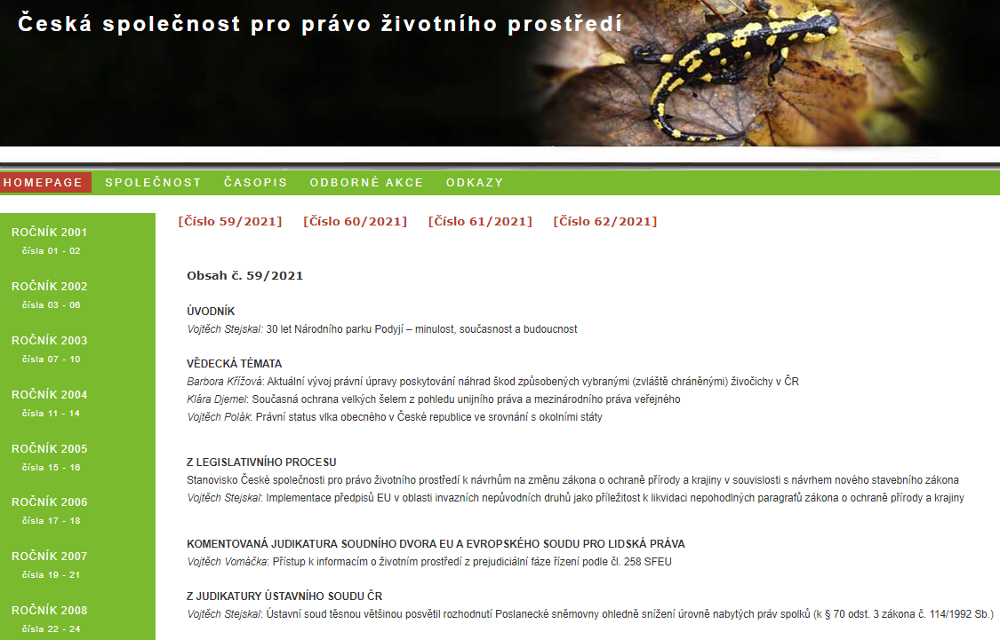 Česká společnost pro právo životního prostředí
HOMEPAGE SPOLEČNOST ČASOPIS ODBORNÉ AKCE ODKAZY
ROČNÍK 2001
čísla 01 - 02
ROČNÍK 2002
čísla 03 - 06
ROČNÍK 2003
čísla 07 - 10
ROČNÍK 2004
čísla 11 - 14
ROČNÍK 2005
čísla 15 - 16
ROČNÍK 2006
čísla 17 - 18
ROČNÍK 2007
čísla 19 - 21
ROČNÍK 2008
čísla 22 - 24
[Číslo 59/2021] [Číslo 60/2021] [Číslo 61/2021] [Číslo 62/2021]
Obsah č. 59/2021
ÚVODNÍK
Vojtěch Stejskal: 30 let Národního parku Podyjí – minulost, současnost a budoucnost
VĚDECKÁ TÉMATA
Barbora Křížová: Aktuální vývoj právní úpravy poskytování náhrad škod způsobených vybranými (zvláště chráněnými) živočichy v ČR
Klára Djemel: Současná ochrana velkých šelem z pohledu unijního práva a mezinárodního práva veřejného
Vojtěch Polák: Právní status vlka obecného v České republice ve srovnání s okolními státy
Z LEGISLATIVNÍHO PROCESU
Stanovisko České společnosti pro právo životního prostředí k návrhům na změnu zákona o ochraně přírody a krajiny v souvislosti s návrhem nového stavebního zákona
Vojtěch Stejskal: Implementace předpisů EU v oblasti invazních nepůvodních druhů jako příležitost k likvidaci nepohodlných paragrafů zákona o ochraně přírody a krajiny
KOMENTOVANÁ JUDIKATURA SOUDNÍHO DVORA EU A EVROPSKÉHO SOUDU PRO LIDSKÁ PRÁVA
Vojtěch Vomáčka: Přístup k informacím o životním prostředí z prejudiciální fáze řízení podle čl. 258 SFEU
Z JUDIKATURY ÚSTAVNÍHO SOUDU ČR
Vojtěch Stejskal: Ústavní soud těsnou většinou posvětil rozhodnutí Poslanecké sněmovny ohledně snížení úrovně nabytých práv spolků (k § 70 odst. 3 zákona č. 114/1992 Sb.)